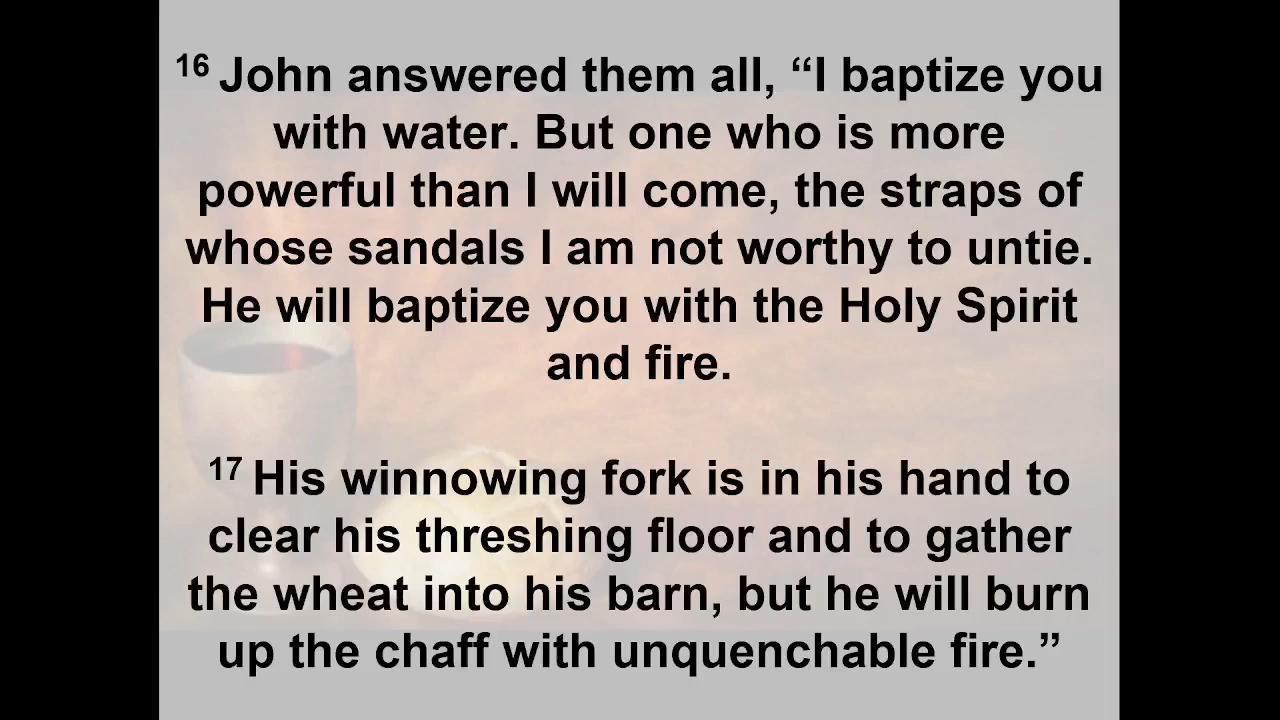 16 John answered them all, “I baptize you
with water. But one who is more
powerful than I will come, the straps of
whose sandals I am not worthy to untie.
He will baptize you with the Holy Spirit
and fire.
17 His winnowing fork is in his hand to
clear his threshing floor and to gather
the wheat into his barn, but he will burn
up the chaff with unquenchable fire.”